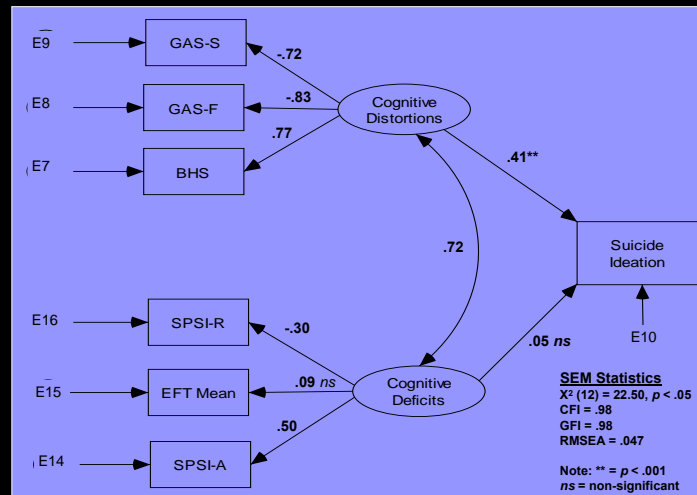 E9
GAS-S
-.72
E8
GAS-F
-.83
Cognitive
Distortions
.77
E7
BHS
.41**
.72
Suicide
Ideation
E16
SPSI-R
-.30
E10
.05 ns
E15
EFT Mean
.09 ns
Cognitive
Deficits
.50
E14
SPSI-A
SEM Statistics
X² (12) = 22.50, p < .05
CFI = .98
GFI = .98
RMSEA = .047
Note: ** = p < .001
ns = non-significant